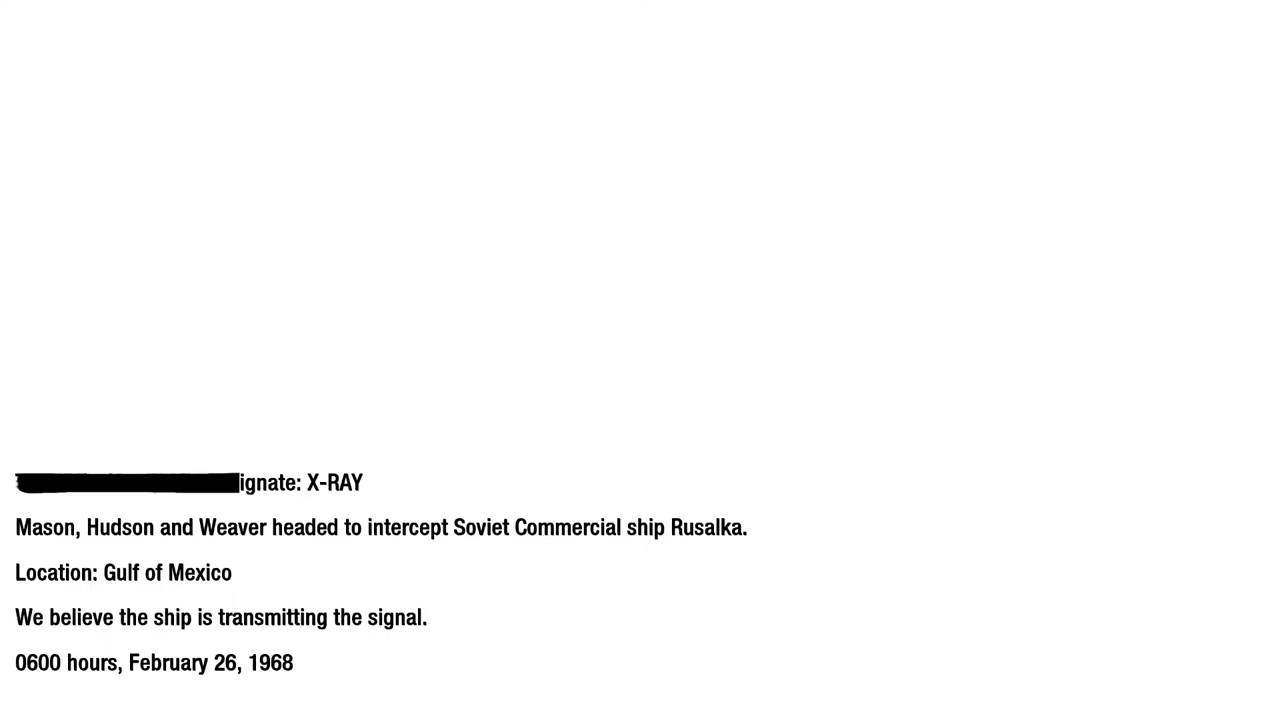 ignate: X-RAY
Mason, Hudson and Weaver headed to intercept Soviet Commercial ship Rusalka.
Location: Gulf of Mexico
We believe the ship is transmitting the signal.
0600 hours, February 26, 1968